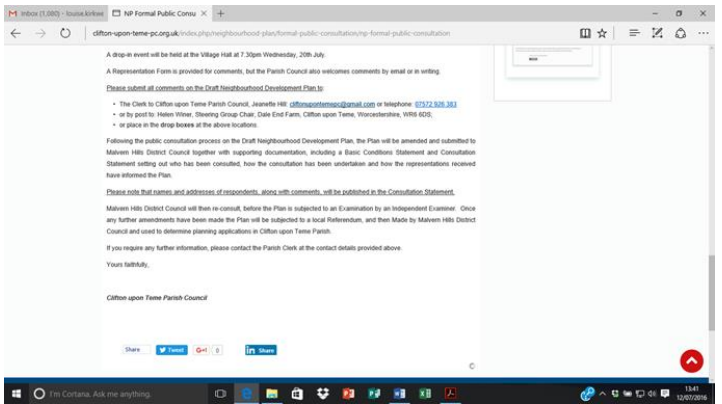 Inbox (1,080) - louise.kirkwe
NP Formal Public Consu
clifton-upon-teme-pc.org.uk/index.php/neighbourhood-plan/formal-public-consultation/np-formal-public-consultation
A drop-in event will be held at the Village Hall at 7.30pm Wednesday, 20th July.
A Representation Form is provided for comments, but the Parish Council also welcomes comments by email or in writing.
Please submit all comments on the Draft Neighbourhood Development Plan to:
• The Clerk to Clifton upon Teme Parish Council, Jeanette Hill: cliftonupontemepc@gmail.com or telephone: 07572 926 383
• or by post to: Helen Winer, Steering Group Chair, Dale End Farm, Clifton upon Teme, Worcestershire, WR6 6DS;
• or place in the drop boxes at the above locations.
Following the public consultation process on the Draft Neighbourhood Development Plan, the Plan will be amended and submitted to
Malvern Hills District Council together with supporting documentation, including a Basic Conditions Statement and Consultation
Statement setting out who has been consulted, how the consultation has been undertaken and how the representations received
have informed the Plan.
Please note that names and addresses of respondents, along with comments, will be published in the Consultation Statement.
Malvern Hills District Council will then re-consult, before the Plan is subjected to an Examination by an Independent Examiner. Once
any further amendments have been made the Plan will be subjected to a local Referendum, and then Made by Malvern Hills District
Council and used to determine planning applications in Clifton upon Teme Parish.
If you require any further information, please contact the Parish Clerk at the contact details provided above.
Yours faithfully,
Clifton upon Teme Parish Council
Share
Tweet
G+1
0
in Share
©
I'm Cortana. Ask me anything.
13:41
12/07/2016